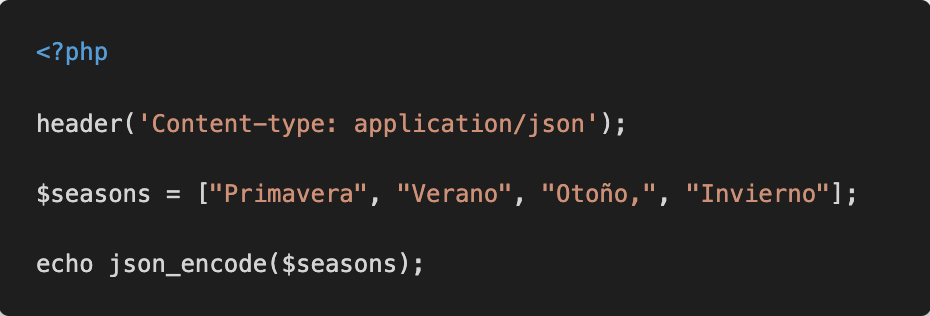 <?php
header('Content-type: application/json');
$seasons = ["Primavera", "Verano", "Otoño,", "Invierno"];
echo json_encode($seasons);